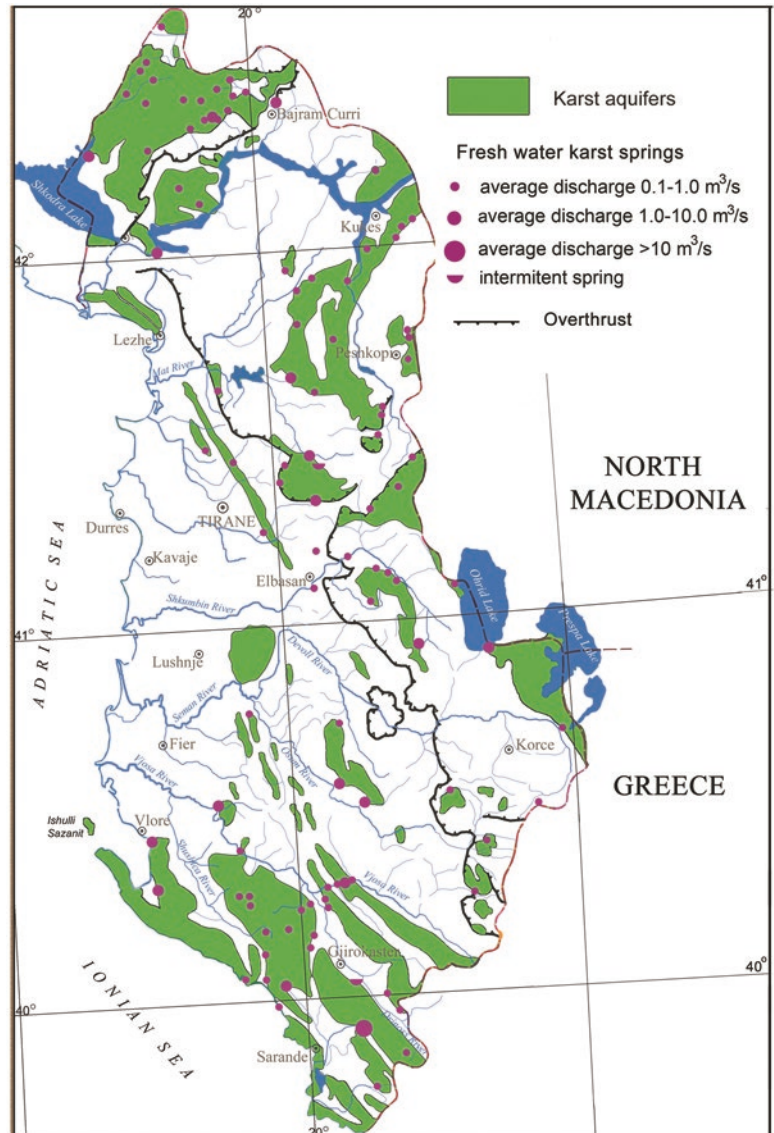 20°
Karst aquifers
Bajram Curri
Fresh water karst springs
average discharge 0.1-1.0 m³/s
Shkodra Lake
average discharge 1.0-10.0 m³/s
Kukes
average discharge >10 m³/s
42°
intermitent spring
Overthrust
Lezhe
Peshkopi
Mat River
NORTH
MACEDONIA
Durres
TIRANE
Kavaje
Elbasan
Ohrid Lake
41°
Prespa Lake
ADRIATIC SEA
Shkumbin River
41°
Lushnje
Devoll River
Seman River
Fier
Korce
Osum River
Vjosa River
GREECE
Ishulli
Sazanit
Vlore
Shushica River
Vjosa River
Gjirokaster
40°
IONIAN SEA
40°
Sarande
20°